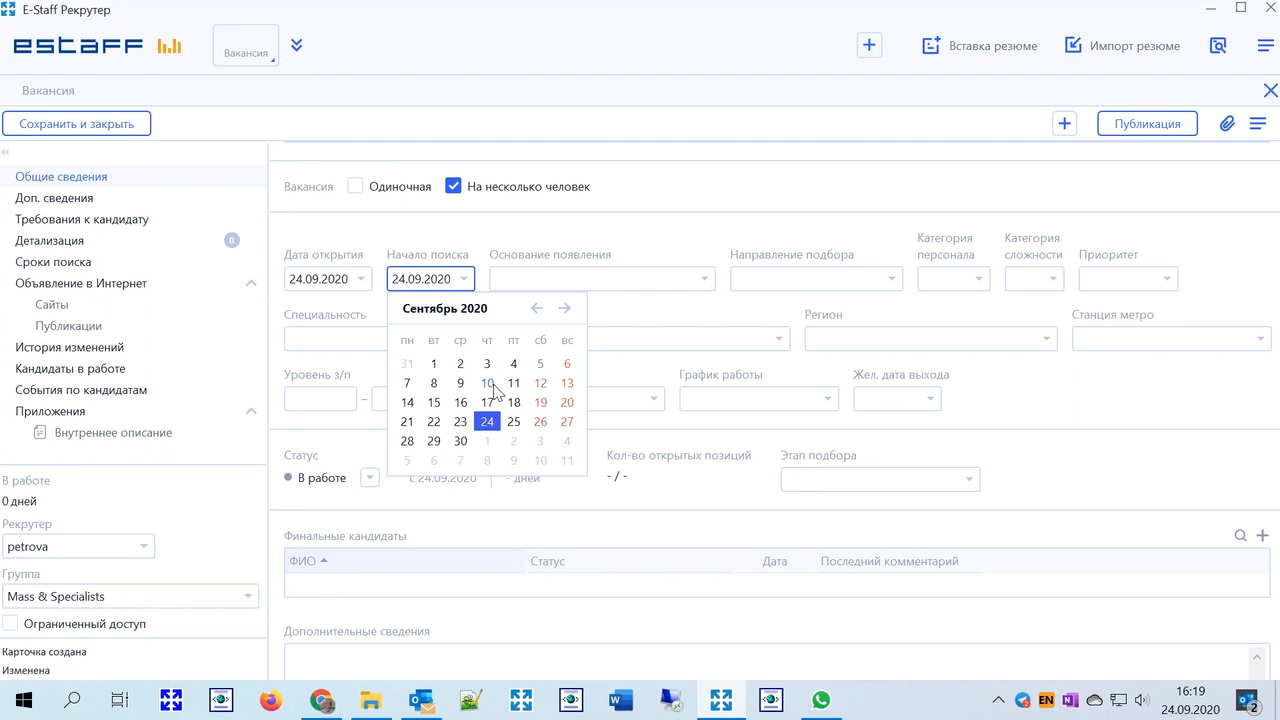 E-Staff Рекрутер
estaff
Вакансия
Вставка резюме
Импорт резюме
Вакансия
Сохранить и закрыть
Публикация
Общие сведения
Доп. сведения
Требования к кандидату
Детализация 0
Сроки поиска
Объявление в Интернет
Сайты
Публикации
История изменений
Кандидаты в работе
События по кандидатам
Приложения
Внутреннее описание
В работе
0 дней
Рекрутер
petrova
Группа
Mass & Specialists
Ограниченный доступ
Карточка создана
Изменена
Вакансия Одиночная На несколько человек
Дата открытия Начало поиска Основание появления Направление подбора Категория персонала Категория сложности Приоритет
24.09.2020 24.09.2020
Сентябрь 2020
пн вт ср чт пт сб вс
31 1 2 3 4 5 6
7 8 9 10 11 12 13
14 15 16 17 18 19 20
21 22 23 24 25 26 27
28 29 30 1 2 3 4
5 6 7 8 9 10 11
Специальность Регион Станция метро
Уровень з/п График работы Жел. дата выхода
–
Статус Кол-во открытых позиций Этап подбора
В работе с 24.09.2020 - дней - / -
Финальные кандидаты
ФИО Статус Дата Последний комментарий
Дополнительные сведения
EN
16:19
24.09.2020
2